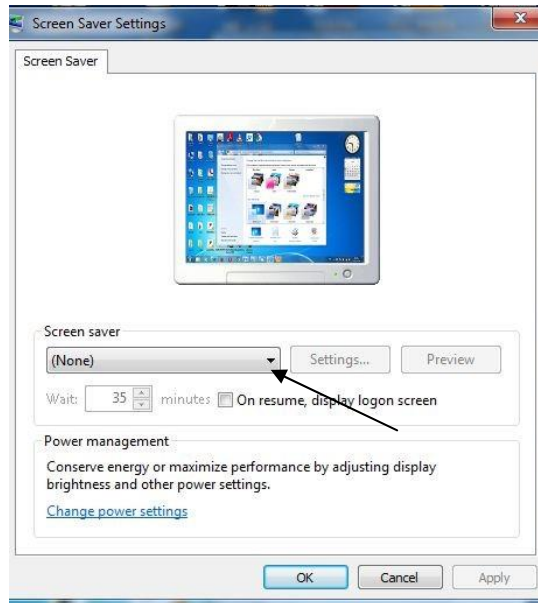 Screen Saver Settings
Screen Saver
Screen saver
(None)
Settings...
Preview
Wait: 35 minutes On resume, display logon screen
Power management
Conserve energy or maximize performance by adjusting display
brightness and other power settings.
Change power settings
OK Cancel Apply